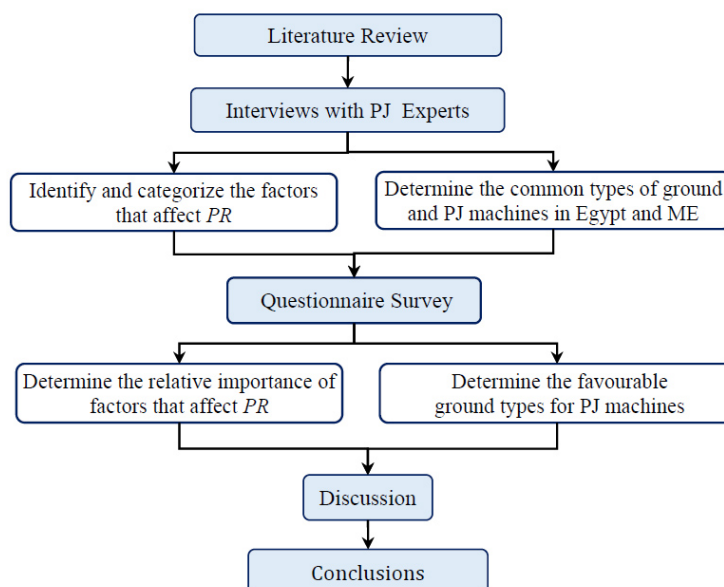 Literature Review
Interviews with PJ Experts
Identify and categorize the factors
that affect PR
Determine the common types of ground
and PJ machines in Egypt and ME
Questionnaire Survey
Determine the relative importance of
factors that affect PR
Determine the favourable
ground types for PJ machines
Discussion
Conclusions